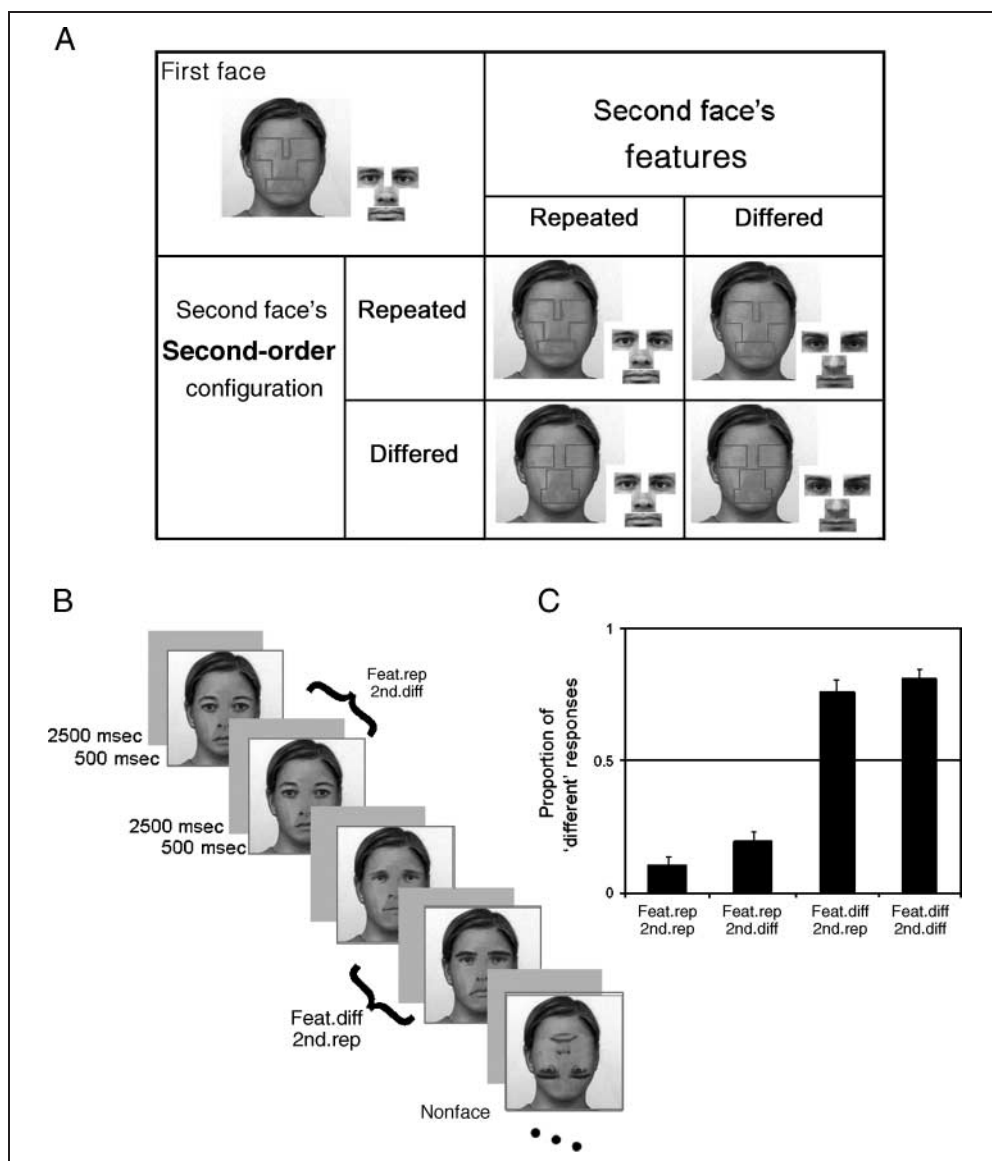 A
First face
Second face's
features
Repeated
Differed
Second face's
Second-order
configuration
Repeated
Differed
B
Feat.rep
2nd.diff
2500 msec
500 msec
2500 msec
500 msec
Feat.diff
2nd.rep
Nonface
C
Proportion of
'different' responses
1
0.5
0
Feat.rep
2nd.rep
Feat.rep
2nd.diff
Feat.diff
2nd.rep
Feat.diff
2nd.diff